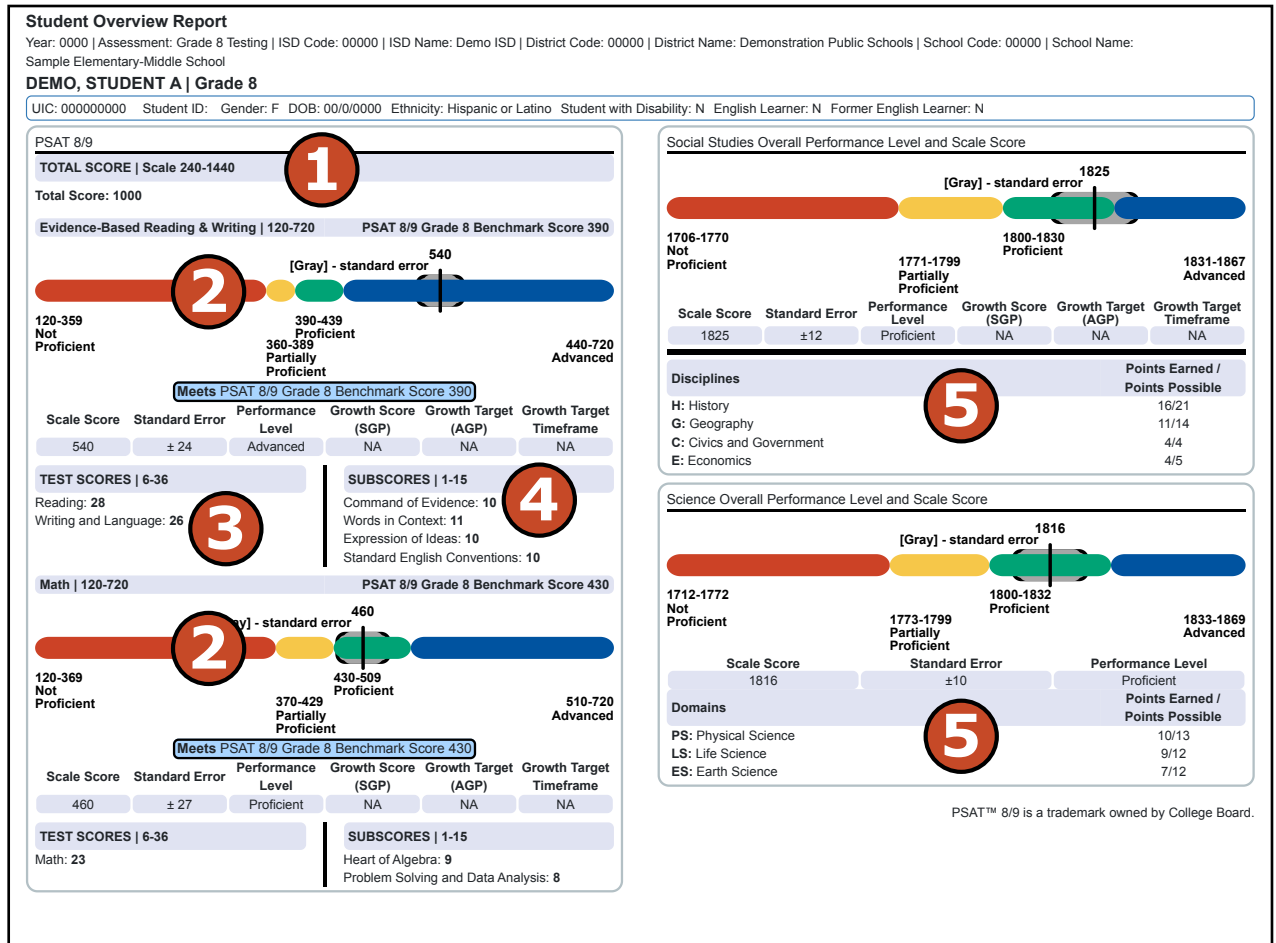 Student Overview Report
Year: 0000 | Assessment: Grade 8 Testing | ISD Code: 00000 | ISD Name: Demo ISD | District Code: 00000 | District Name: Demonstration Public Schools | School Code: 00000 | School Name:
Sample Elementary-Middle School
DEMO, STUDENT A | Grade 8
UIC: 000000000 Student ID: Gender: F DOB: 00/0/0000 Ethnicity: Hispanic or Latino Student with Disability: N English Learner: N Former English Learner: N
PSAT 8/9
TOTAL SCORE | Scale 240-1440
1
Total Score: 1000
Evidence-Based Reading & Writing | 120-720 PSAT 8/9 Grade 8 Benchmark Score 390
540
[Gray] - standard error
2
120-359
Not
Proficient
390-439
Proficient
360-389
Partially
Proficient
440-720
Advanced
Meets PSAT 8/9 Grade 8 Benchmark Score 390
Scale Score Standard Error Performance Level Growth Score (SGP) Growth Target (AGP) Growth Target Timeframe
540 ± 24 Advanced NA NA NA
TEST SCORES | 6-36
Reading: 28
Writing and Language: 26
3
SUBSCORES | 1-15
Command of Evidence: 10
Words in Context: 11
Expression of Ideas: 10
Standard English Conventions: 10
4
Math | 120-720 PSAT 8/9 Grade 8 Benchmark Score 430
460
ay] - standard error
2
120-369
Not
Proficient
430-509
Proficient
370-429
Partially
Proficient
510-720
Advanced
Meets PSAT 8/9 Grade 8 Benchmark Score 430
Scale Score Standard Error Performance Level Growth Score (SGP) Growth Target (AGP) Growth Target Timeframe
460 ± 27 Proficient NA NA NA
TEST SCORES | 6-36
Math: 23
SUBSCORES | 1-15
Heart of Algebra: 9
Problem Solving and Data Analysis: 8
Social Studies Overall Performance Level and Scale Score
1825
[Gray] - standard error
1706-1770
Not
Proficient
1800-1830
Proficient
1771-1799
Partially
Proficient
1831-1867
Advanced
Scale Score Standard Error Performance Level Growth Score (SGP) Growth Target (AGP) Growth Target Timeframe
1825 ±12 Proficient NA NA NA
Disciplines Points Earned / Points Possible
5
H: History 16/21
G: Geography 11/14
C: Civics and Government 4/4
E: Economics 4/5
Science Overall Performance Level and Scale Score
1816
[Gray] - standard error
1712-1772
Not
Proficient
1800-1832
Proficient
1773-1799
Partially
Proficient
1833-1869
Advanced
Scale Score Standard Error Performance Level
1816 ±10 Proficient
Domains Points Earned / Points Possible
5
PS: Physical Science 10/13
LS: Life Science 9/12
ES: Earth Science 7/12
PSAT™ 8/9 is a trademark owned by College Board.